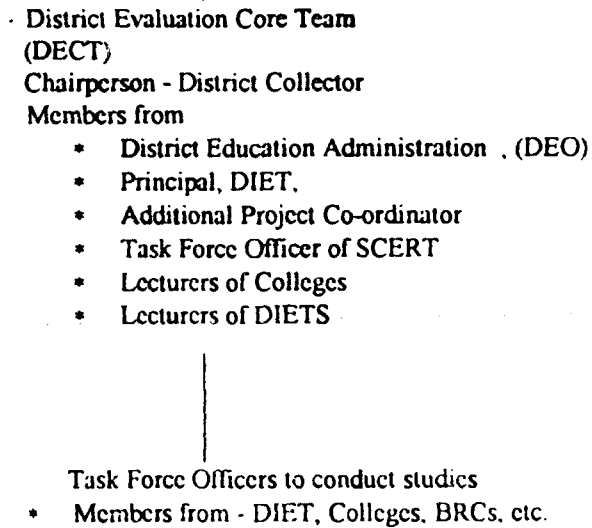 District Evaluation Core Team
(DECT)
Chairperson - District Collector
Members from
* District Education Administration , (DEO)
* Principal, DIET,
* Additional Project Co-ordinator
* Task Force Officer of SCERT
* Lecturers of Colleges
* Lecturers of DIETS
Task Force Officers to conduct studies
* Members from - DIET, Colleges, BRCs, etc.